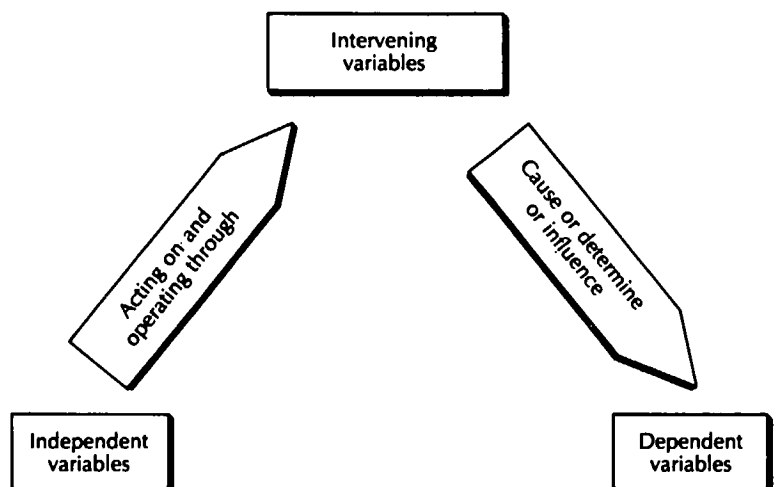 Intervening
variables
Acting on and
operating through
Cause or determine
or influence
Independent
variables
Dependent
variables